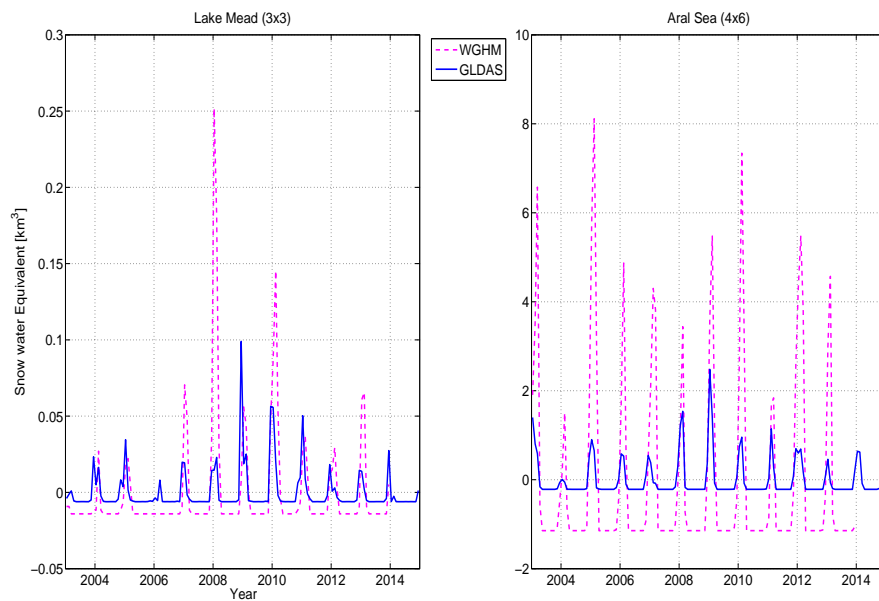 Lake Mead (3x3)
Snow water Equivalent [km³]
0.3
0.25
0.2
0.15
0.1
0.05
0
−0.05
2004 2006 2008 2010 2012 2014
Year
WGHM
GLDAS
Aral Sea (4x6)
10
8
6
4
2
0
−2
2004 2006 2008 2010 2012 2014